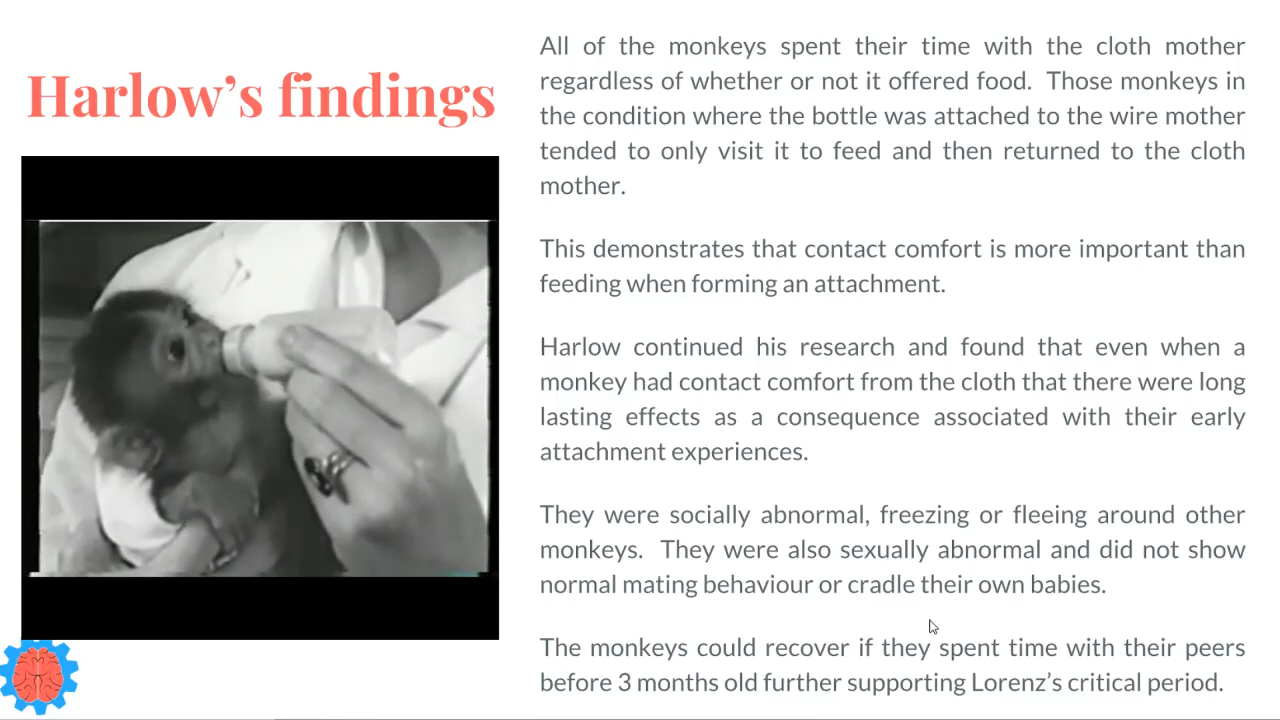 Harlow’s findings
All of the monkeys spent their time with the cloth mother
regardless of whether or not it offered food. Those monkeys in
the condition where the bottle was attached to the wire mother
tended to only visit it to feed and then returned to the cloth
mother.
This demonstrates that contact comfort is more important than
feeding when forming an attachment.
Harlow continued his research and found that even when a
monkey had contact comfort from the cloth that there were long
lasting effects as a consequence associated with their early
attachment experiences.
They were socially abnormal, freezing or fleeing around other
monkeys. They were also sexually abnormal and did not show
normal mating behaviour or cradle their own babies.
The monkeys could recover if they spent time with their peers
before 3 months old further supporting Lorenz’s critical period.